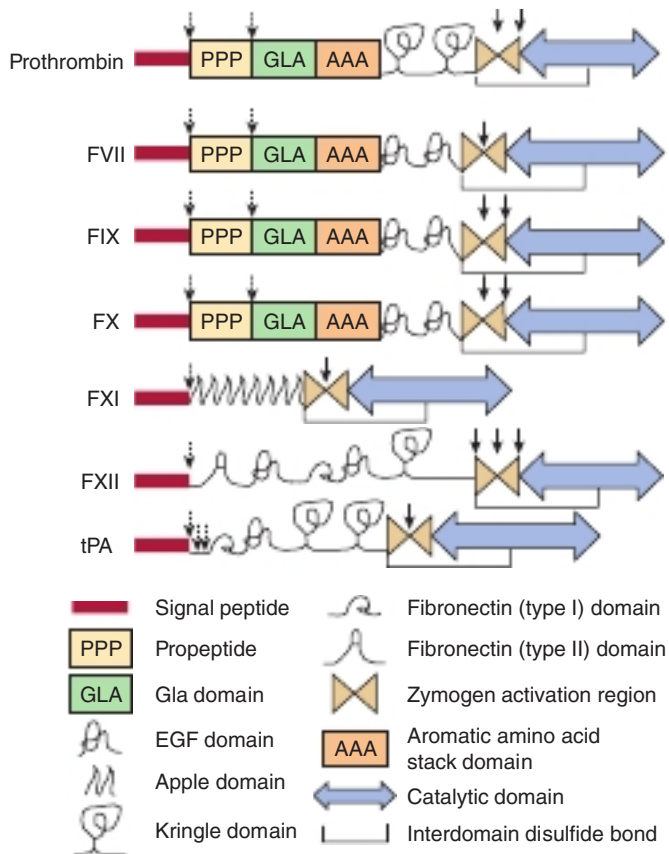 Prothrombin PPP GLA AAA
FVII PPP GLA AAA
FIX PPP GLA AAA
FX PPP GLA AAA
FXI
FXII
tPA
Signal peptide
PPP Propeptide
GLA Gla domain
EGF domain
Apple domain
Kringle domain
Fibronectin (type I) domain
Fibronectin (type II) domain
Zymogen activation region
AAA Aromatic amino acid
stack domain
Catalytic domain
Interdomain disulfide bond